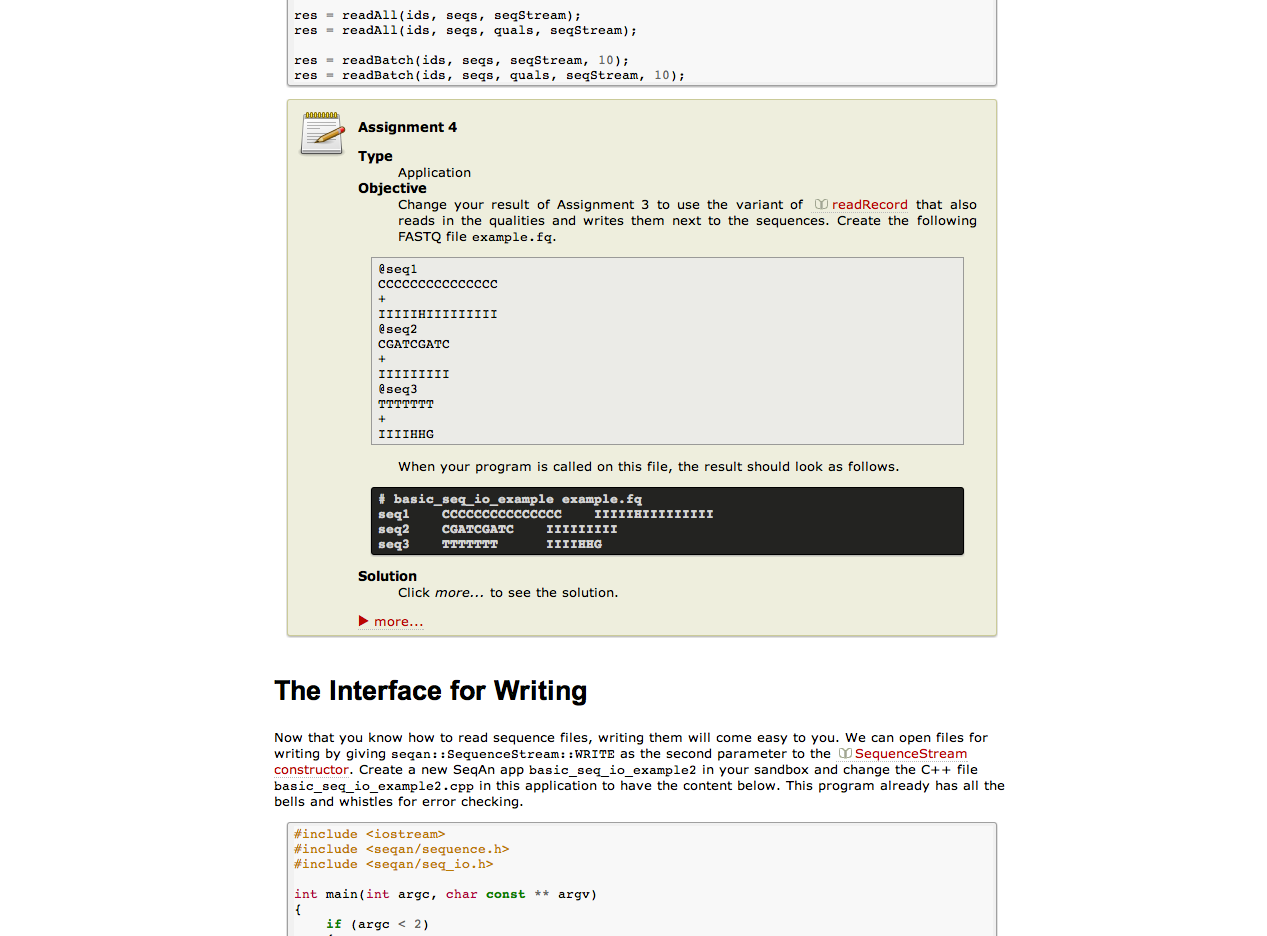 res = readAll(ids, seqs, seqStream);
res = readAll(ids, seqs, quals, seqStream);
res = readBatch(ids, seqs, seqStream, 10);
res = readBatch(ids, seqs, quals, seqStream, 10);
Assignment 4
Type
Application
Objective
Change your result of Assignment 3 to use the variant of readRecord that also
reads in the qualities and writes them next to the sequences. Create the following
FASTQ file example.fq.
@seq1
CCCCCCCCCCCCCCC
+
IIIIIHIIIIIIIII
@seq2
CGATCGATC
+
IIIIIIIII
@seq3
TTTTTTT
+
IIIIHHG
When your program is called on this file, the result should look as follows.
# basic_seq_io_example example.fq
seq1    CCCCCCCCCCCCCCC    IIIIIHIIIIIIIII
seq2    CGATCGATC    IIIIIIIII
seq3    TTTTTTT      IIIIHHG
Solution
Click more... to see the solution.
more...
The Interface for Writing
Now that you know how to read sequence files, writing them will come easy to you. We can open files for
writing by giving seqan::SequenceStream::WRITE as the second parameter to the SequenceStream
constructor. Create a new SeqAn app basic_seq_io_example2 in your sandbox and change the C++ file
basic_seq_io_example2.cpp in this application to have the content below. This program already has all the
bells and whistles for error checking.
#include <iostream>
#include <seqan/sequence.h>
#include <seqan/seq_io.h>
int main(int argc, char const ** argv)
{
    if (argc < 2)